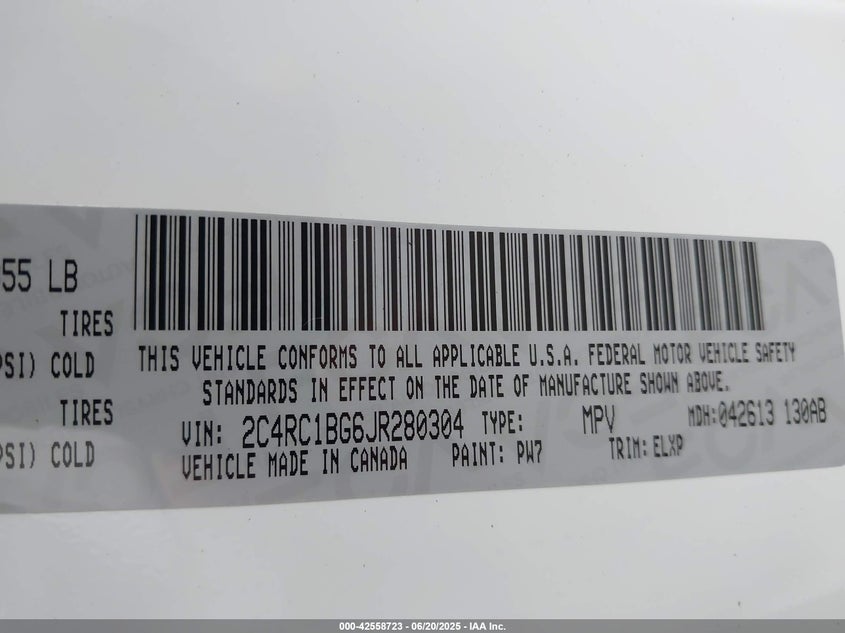 55 LB
TIRES
PSI) COLD
TIRES
PSI) COLD
THIS VEHICLE CONFORMS TO ALL APPLICABLE U.S.A. FEDERAL MOTOR VEHICLE SAFETY
STANDARDS IN EFFECT ON THE DATE OF MANUFACTURE SHOWN ABOVE.
VIN: 2C4RC1BG6JR280304 TYPE: MPV MDH:042613 130AB
VEHICLE MADE IN CANADA PAINT: PW7 TRIM: ELXP
000-42558723 - 06/20/2025 - IAA Inc.